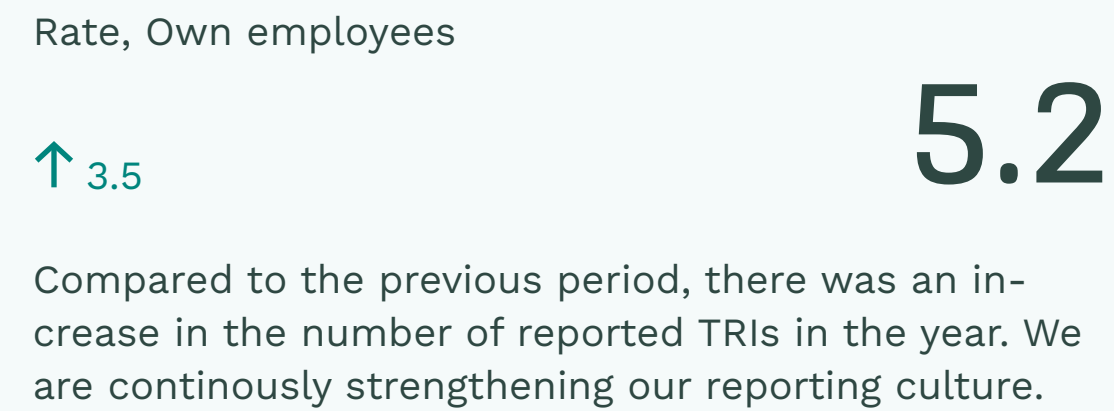 Rate, Own employees
↑ 3.5
5.2
Compared to the previous period, there was an in-
crease in the number of reported TRIs in the year. We
are continously strengthening our reporting culture.